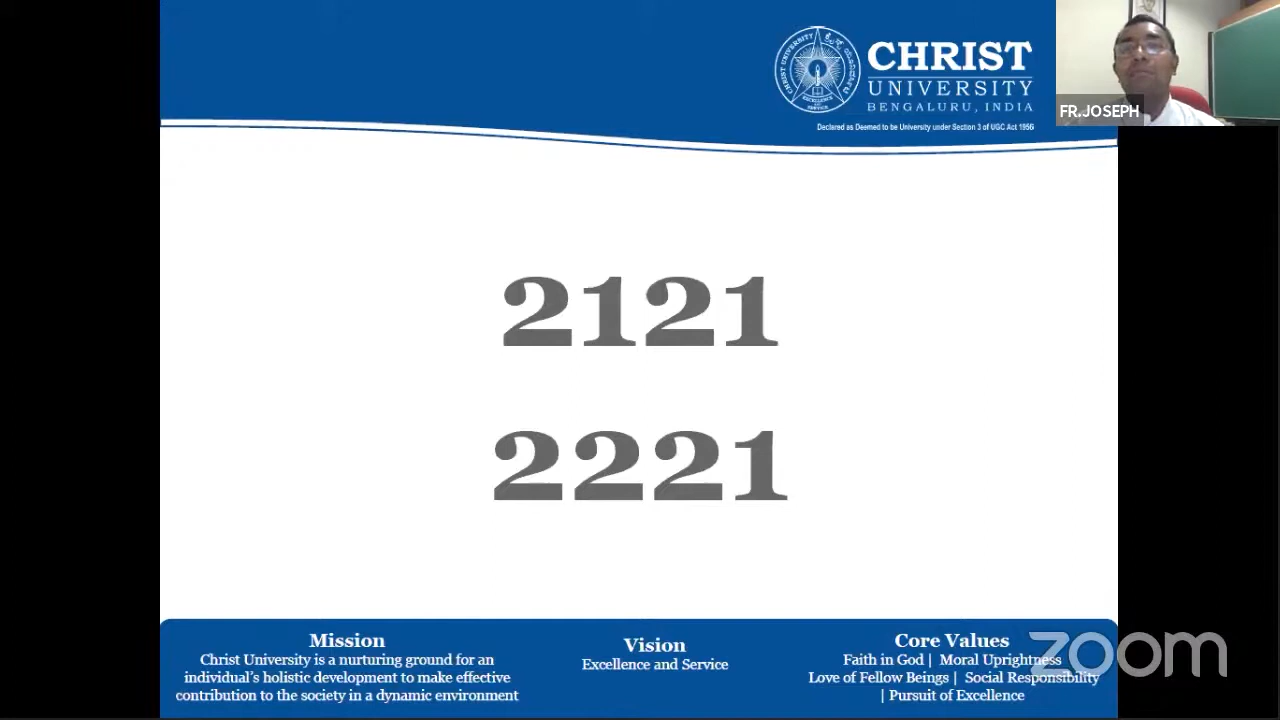 CHRIST
UNIVERSITY
BENGALURU, INDIA
Declared as Deemed to be University under Section 3 of UGC Act 1956
FR.JOSEPH
2121
2221
Mission
Christ University is a nurturing ground for an
individual's holistic development to make effective
contribution to the society in a dynamic environment
Vision
Excellence and Service
Core Values
Faith in God | Moral Uprightness
Love of Fellow Beings | Social Responsibility
| Pursuit of Excellence
zoom